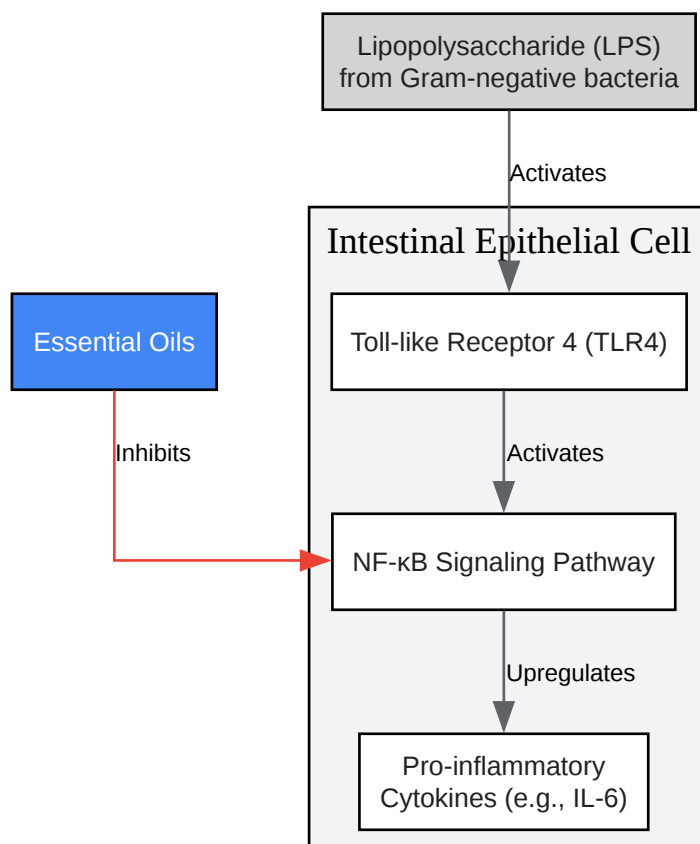 Lipopolysaccharide (LPS)
from Gram-negative bacteria
Activates
Intestinal Epithelial Cell
Essential Oils
Toll-like Receptor 4 (TLR4)
Inhibits
Activates
NF-κB Signaling Pathway
Upregulates
Pro-inflammatory
Cytokines (e.g., IL-6)